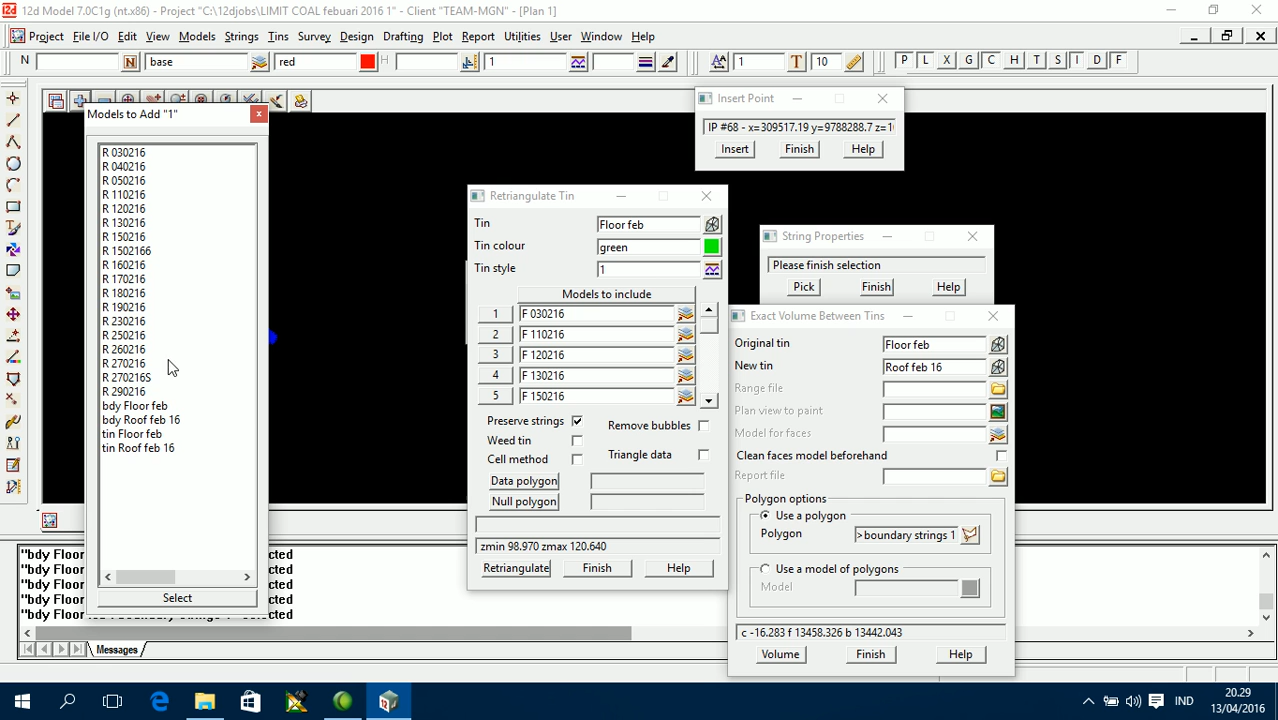 12d Model 7.0C1g (nt.x86) - Project "C:\12djobs\LIMIT COAL febuari 2016 1" - Client "TEAM-MGN" - [Plan 1]
Project File I/O Edit View Models Strings Tins Survey Design Drafting Plot Report Utilities User Window Help
N N base red H 1 1 T 10 P L X G C H T S I D F
Models to Add "1"
R 030216
R 040216
R 050216
R 110216
R 120216
R 130216
R 150216
R 1502166
R 160216
R 170216
R 180216
R 190216
R 230216
R 250216
R 260216
R 270216
R 270216S
R 290216
bdy Floor feb
bdy Roof feb 16
tin Floor feb
tin Roof feb 16
Select
Insert Point
IP #68 - x=309517.19 y=9788288.7 z=1
Insert Finish Help
Retriangulate Tin
Tin Floor feb
Tin colour green
Tin style 1
Models to include
1 F 030216
2 F 110216
3 F 120216
4 F 130216
5 F 150216
Preserve strings Remove bubbles
Weed tin
Cell method Triangle data
Data polygon
Null polygon
zmin 98.970 zmax 120.640
Retriangulate Finish Help
String Properties
Please finish selection
Pick Finish Help
Exact Volume Between Tins
Original tin Floor feb
New tin Roof feb 16
Range file
Plan view to paint
Model for faces
Clean faces model beforehand
Report file
Polygon options
Use a polygon
Polygon >boundary strings 1
Use a model of polygons
Model
c -16.283 f 13458.326 b 13442.043
Volume Finish Help
"bdy Floor
"bdy Floor
"bdy Floor
"bdy Floor
Messages
IND
20.29
13/04/2016